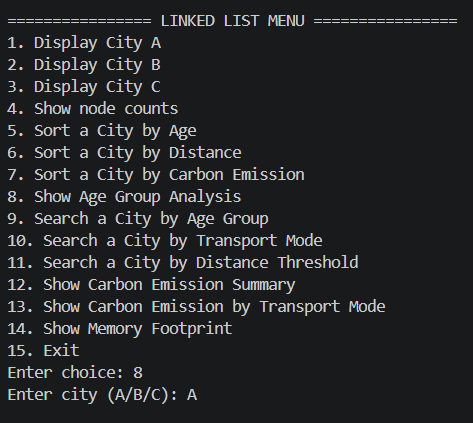 ================ LINKED LIST MENU ================
1. Display City A
2. Display City B
3. Display City C
4. Show node counts
5. Sort a City by Age
6. Sort a City by Distance
7. Sort a City by Carbon Emission
8. Show Age Group Analysis
9. Search a City by Age Group
10. Search a City by Transport Mode
11. Search a City by Distance Threshold
12. Show Carbon Emission Summary
13. Show Carbon Emission by Transport Mode
14. Show Memory Footprint
15. Exit
Enter choice: 8
Enter city (A/B/C): A